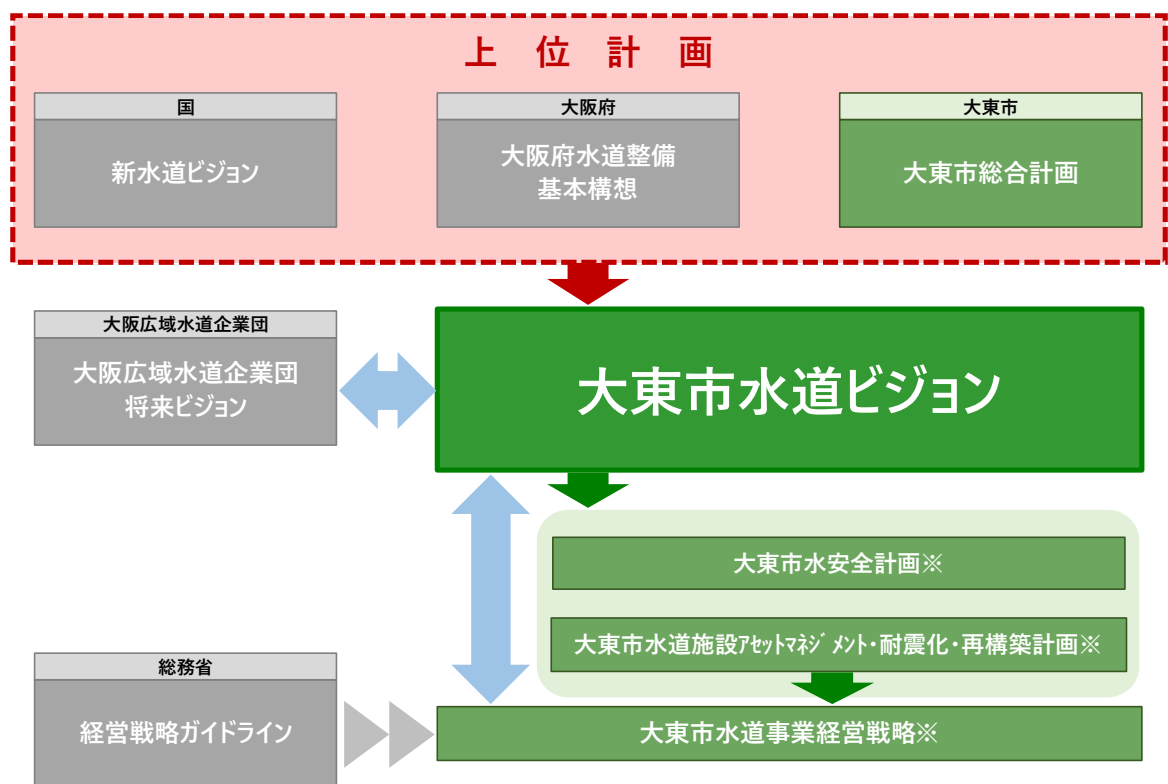 上位計画
国
新水道ビジョン
大阪府
大阪府水道整備
基本構想
大東市
大東市総合計画
大阪広域水道企業団
大阪広域水道企業団
将来ビジョン
大東市水道ビジョン
大東市水安全計画※
大東市水道施設ｱｾｯﾄﾏﾈｼﾞﾒﾝﾄ・耐震化・再構築計画※
総務省
経営戦略ガイドライン
大東市水道事業経営戦略※